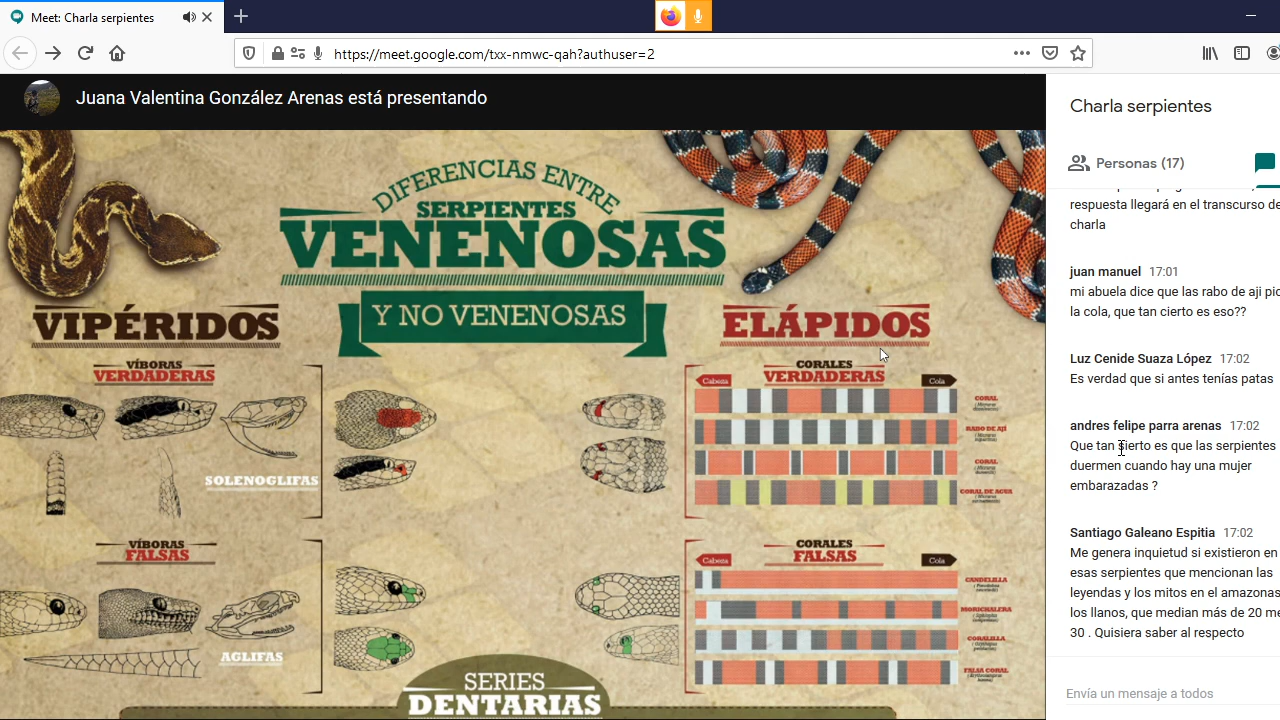 Meet: Charla serpientes
https://meet.google.com/txx-nmwc-qah?authuser=2
Juana Valentina González Arenas está presentando
DIFERENCIAS ENTRE
SERPIENTES
VENENOSAS
Y NO VENENOSAS
VIPÉRIDOS
VÍBORAS
VERDADERAS
SOLENOGLIFAS
VÍBORAS
FALSAS
AGLIFAS
ELÁPIDOS
CORALES
VERDADERAS
Cabeza
Cola
CORAL
RABO DE AJÍ
CORAL
CORAL DE AGUA
CORALES
FALSAS
Cabeza
Cola
CANDELILLA
MORICHALERA
CORALILLA
FALSA CORAL
SERIES
DENTARIAS
Charla serpientes
Personas (17)
respuesta llegará en el transcurso de
charla
juan manuel 17:01
mi abuela dice que las rabo de aji pic
la cola, que tan cierto es eso??
Luz Cenide Suaza López 17:02
Es verdad que si antes tenías patas
andres felipe parra arenas 17:02
Que tan cierto es que las serpientes
duermen cuando hay una mujer
embarazadas ?
Santiago Galeano Espitia 17:02
Me genera inquietud si existieron en
esas serpientes que mencionan las
leyendas y los mitos en el amazonas
los llanos, que median más de 20 me
30 . Quisiera saber al respecto
Envía un mensaje a todos